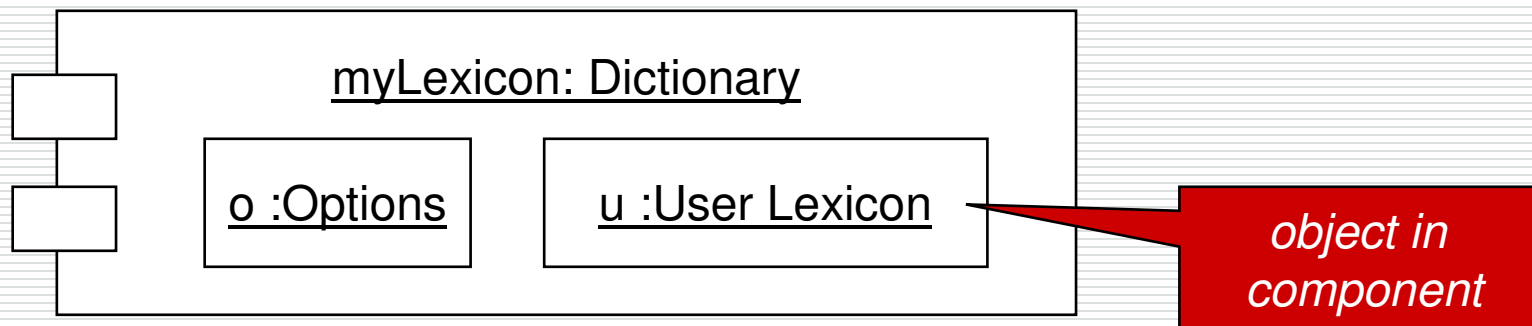 myLexicon: Dictionary
o :Options
u :User Lexicon
object in
component